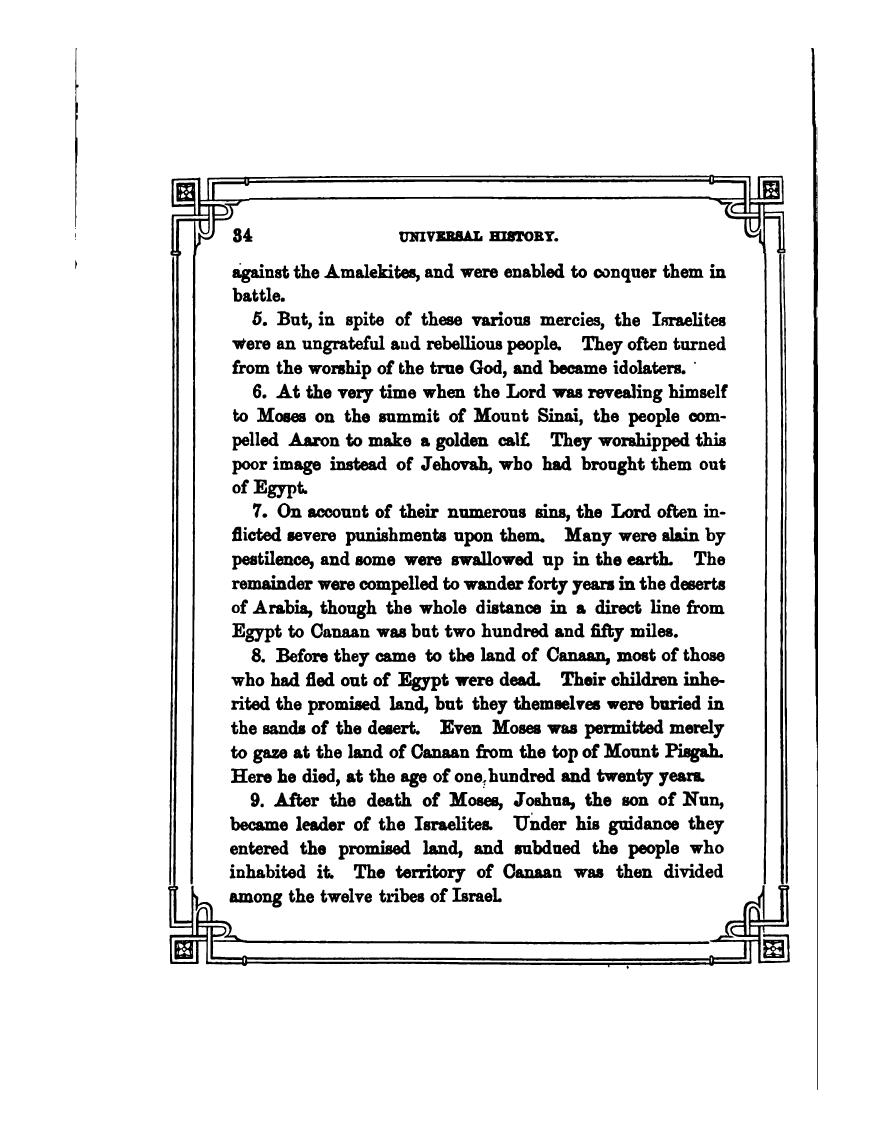 34 UNIVERSAL HISTORY.
against the Amalekites, and were enabled to conquer them in
battle.
5. But, in spite of these various mercies, the Israelites
were an ungrateful and rebellious people. They often turned
from the worship of the true God, and became idolaters.
6. At the very time when the Lord was revealing himself
to Moses on the summit of Mount Sinai, the people com-
pelled Aaron to make a golden calf. They worshipped this
poor image instead of Jehovah, who had brought them out
of Egypt.
7. On account of their numerous sins, the Lord often in-
flicted severe punishments upon them. Many were slain by
pestilence, and some were swallowed up in the earth. The
remainder were compelled to wander forty years in the deserts
of Arabia, though the whole distance in a direct line from
Egypt to Canaan was but two hundred and fifty miles.
8. Before they came to the land of Canaan, most of those
who had fled out of Egypt were dead. Their children inhe-
rited the promised land, but they themselves were buried in
the sands of the desert. Even Moses was permitted merely
to gaze at the land of Canaan from the top of Mount Pisgah.
Here he died, at the age of one hundred and twenty years.
9. After the death of Moses, Joshua, the son of Nun,
became leader of the Israelites. Under his guidance they
entered the promised land, and subdued the people who
inhabited it. The territory of Canaan was then divided
among the twelve tribes of Israel.